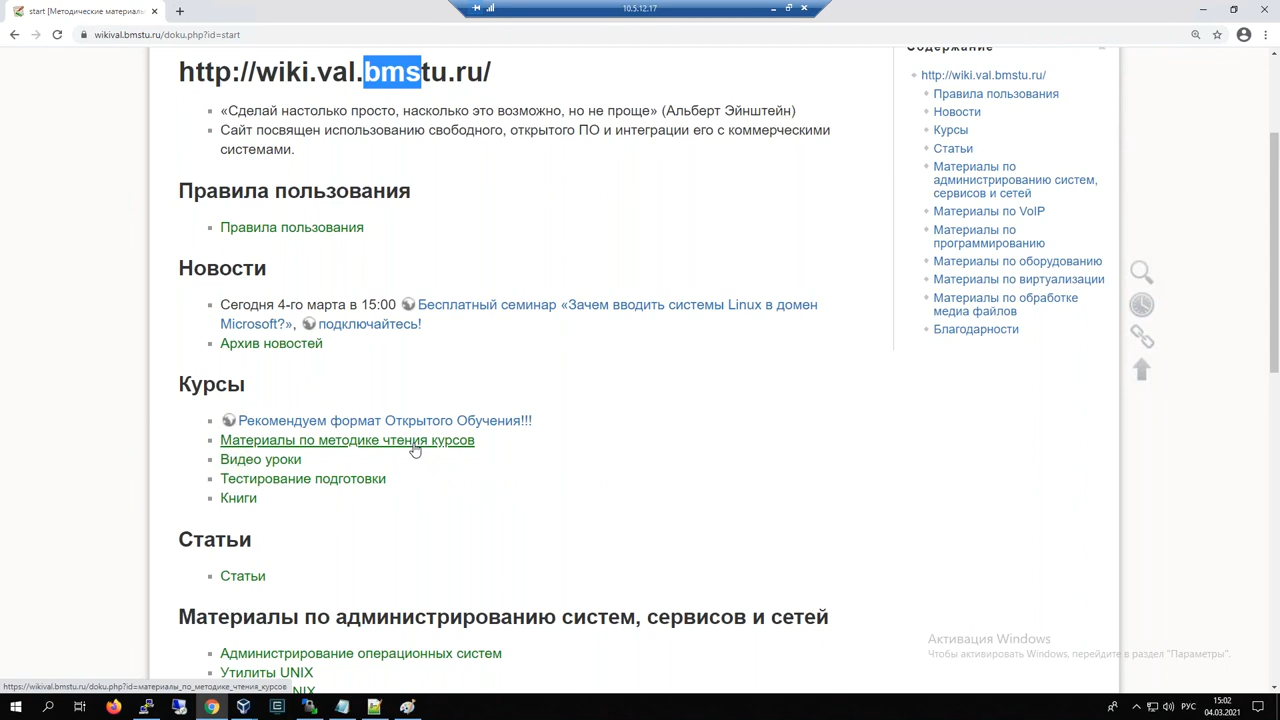 start [Методические материал
10.5.12.17
wikival.bmstu.ru/doku.php?id=start
http://wiki.val.bmstu.ru/
«Сделай настолько просто, насколько это возможно, но не проще» (Альберт Эйнштейн)
Сайт посвящен использованию свободного, открытого ПО и интеграции его с коммерческими
системами.
Правила пользования
Правила пользования
Новости
Сегодня 4-го марта в 15:00 Бесплатный семинар «Зачем вводить системы Linux в домен
Microsoft?», подключайтесь!
Архив новостей
Курсы
Рекомендуем формат Открытого Обучения!!!
Материалы по методике чтения курсов
Видео уроки
Тестирование подготовки
Книги
Статьи
Статьи
Материалы по администрированию систем, сервисов и сетей
Администрирование операционных систем
Утилиты UNIX
Содержание
http://wiki.val.bmstu.ru/
Правила пользования
Новости
Курсы
Статьи
Материалы по
администрированию систем,
сервисов и сетей
Материалы по VoIP
Материалы по
программированию
Материалы по оборудованию
Материалы по виртуализации
Материалы по обработке
медиа файлов
Благодарности
Активация Windows
Чтобы активировать Windows, перейдите в раздел "Параметры".
https://wikival.bmstu.ru/doku.php?id=материалы_по_методике_чтения_курсов
РУС
15:02
04.03.2021